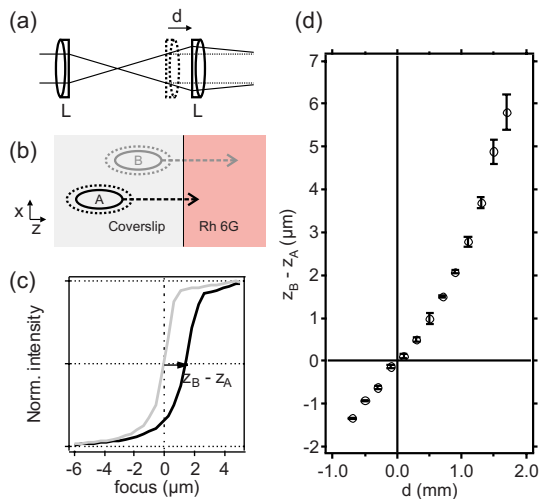 (a)
d
L
L
(b)
B
A
x
z
Coverslip
Rh 6G
(c)
Norm. intensity
z_B - z_A
-6
-4
-2
0
2
4
focus (µm)
(d)
7
6
5
4
3
2
1
0
-1
-2
z_B - z_A (µm)
-1.0
0.0
1.0
2.0
d (mm)